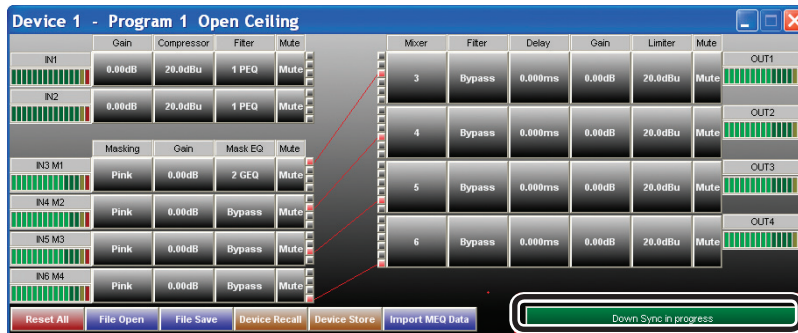 Device 1 - Program 1 Open Ceiling
Gain Compressor Filter Mute
IN1
0.00dB 20.0dBu 1 PEQ Mute
IN2
0.00dB 20.0dBu 1 PEQ Mute
Masking Gain Mask EQ Mute
IN3 M1
Pink 0.00dB 2 GEQ Mute
IN4 M2
Pink 0.00dB Bypass Mute
IN5 M3
Pink 0.00dB Bypass Mute
IN6 M4
Pink 0.00dB Bypass Mute
Mixer Filter Delay Gain Limiter Mute
OUT1
3 Bypass 0.000ms 0.00dB 20.0dBu Mute
OUT2
4 Bypass 0.000ms 0.00dB 20.0dBu Mute
OUT3
5 Bypass 0.000ms 0.00dB 20.0dBu Mute
OUT4
6 Bypass 0.000ms 0.00dB 20.0dBu Mute
Reset All File Open File Save Device Recall Device Store Import MEQ Data
Down Sync in progress